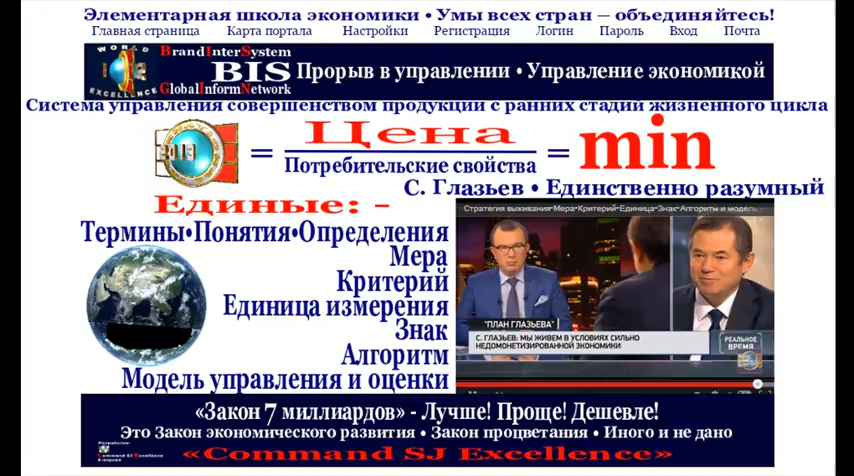 Элементарная школа экономики • Умы всех стран — объединяйтесь!
Главная страница Карта портала Настройки Регистрация Логин Пароль Вход Почта
WORLD EXCELLENCE
BIS
BrandInterSystem
BIS
GlobalInformNetwork
Прорыв в управлении • Управление экономикой
Система управления совершенством продукции с ранних стадий жизненного цикла
BIS = Цена = min
Потребительские свойства
С. Глазьев • Единственно разумный
Единые: -
Термины•Понятия•Определения
Мера
Критерий
Единица измерения
Знак
Алгоритм
Модель управления и оценки
Стратегия выживания•Мера•Критерий•Единица•Знак•Алгоритм и модель
"ПЛАН ГЛАЗЬЕВА"
С. ГЛАЗЬЕВ: МЫ ЖИВЕМ В УСЛОВИЯХ СИЛЬНО
НЕДОМОНЕТИЗИРОВАННОЙ ЭКОНОМИКИ
РЕАЛЬНОЕ
ВРЕМЯ
«Закон 7 миллиардов» - Лучше! Проще! Дешевле!
Это Закон экономического развития • Закон процветания • Иного и не дано
«Command SJ Excellence»